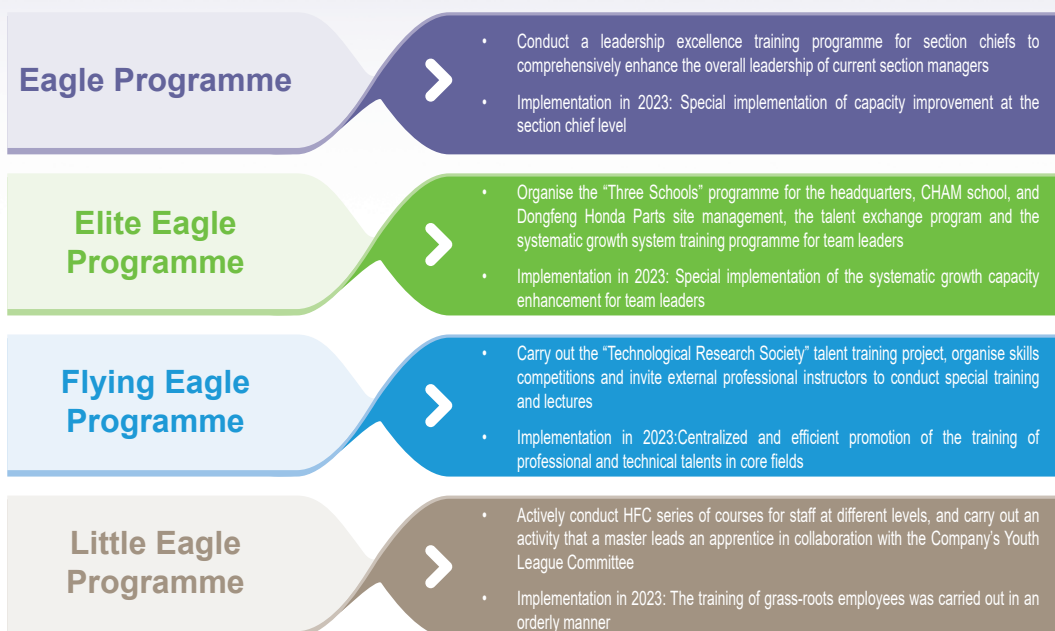 Eagle Programme
• Conduct a leadership excellence training programme for section chiefs to
comprehensively enhance the overall leadership of current section managers
• Implementation in 2023: Special implementation of capacity improvement at the
section chief level
Elite Eagle
Programme
• Organise the “Three Schools” programme for the headquarters, CHAM school, and
Dongfeng Honda Parts site management, the talent exchange program and the
systematic growth system training programme for team leaders
• Implementation in 2023: Special implementation of the systematic growth capacity
enhancement for team leaders
Flying Eagle
Programme
• Carry out the “Technological Research Society” talent training project, organise skills
competitions and invite external professional instructors to conduct special training
and lectures
• Implementation in 2023:Centralized and efficient promotion of the training of
professional and technical talents in core fields
Little Eagle
Programme
• Actively conduct HFC series of courses for staff at different levels, and carry out an
activity that a master leads an apprentice in collaboration with the Company’s Youth
League Committee
• Implementation in 2023: The training of grass-roots employees was carried out in an
orderly manner